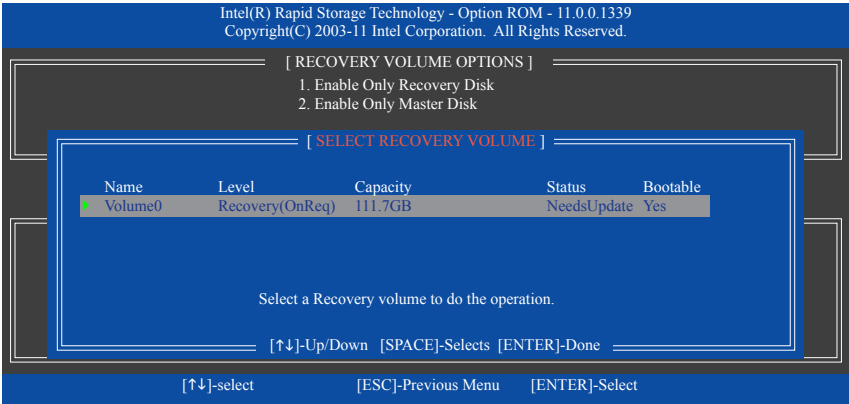 Intel(R) Rapid Storage Technology - Option ROM - 11.0.0.1339
Copyright(C) 2003-11 Intel Corporation. All Rights Reserved.
[ RECOVERY VOLUME OPTIONS ]
1. Enable Only Recovery Disk
2. Enable Only Master Disk
[ SELECT RECOVERY VOLUME ]
Name Level Capacity Status Bootable
Volume0 Recovery(OnReq) 111.7GB NeedsUpdate Yes
Select a Recovery volume to do the operation.
[↑↓]-Up/Down [SPACE]-Selects [ENTER]-Done
[↑↓]-select [ESC]-Previous Menu [ENTER]-Select